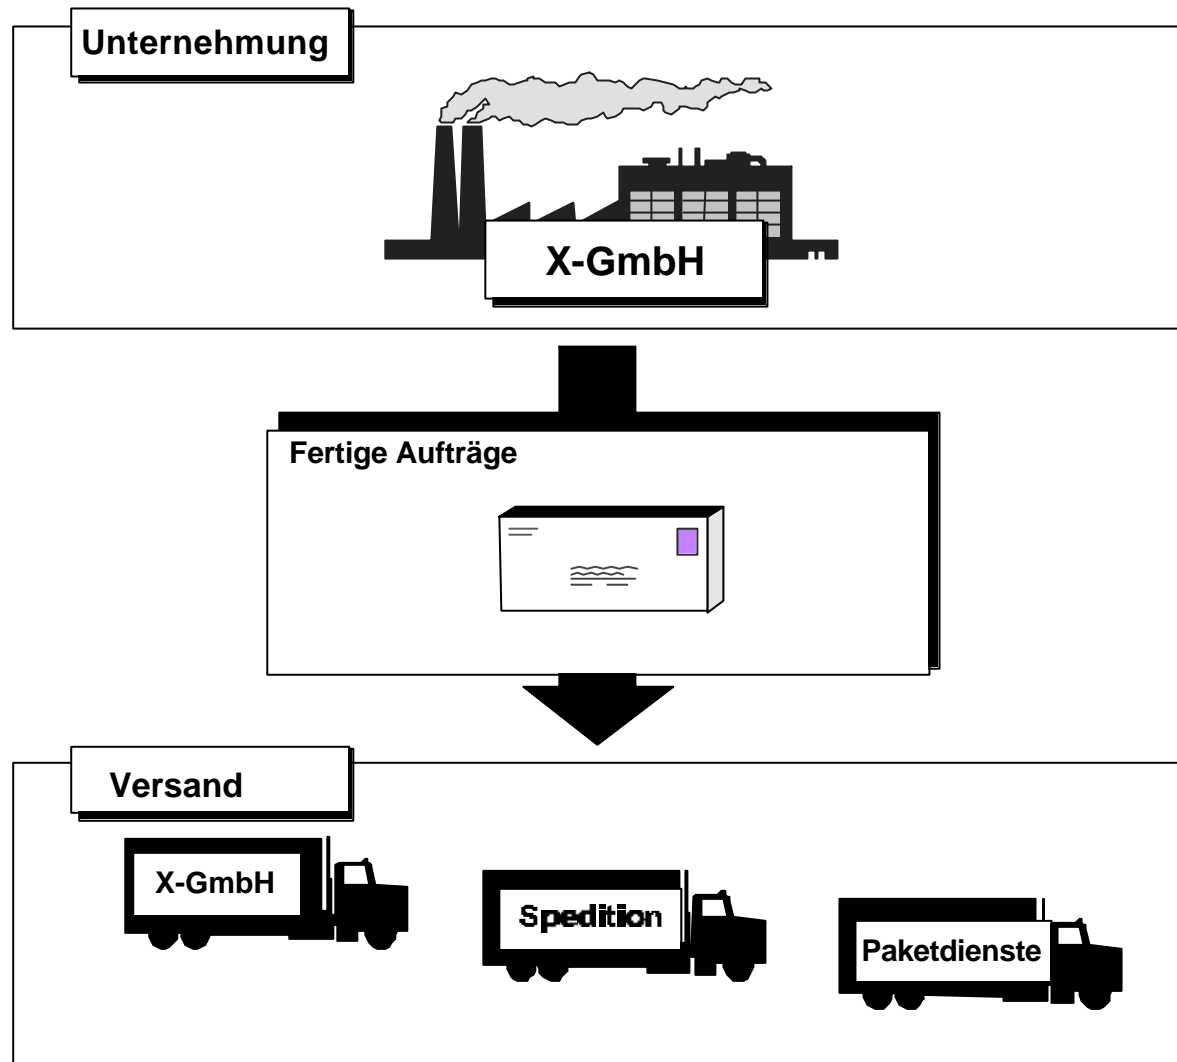 Unternehmung
X-GmbH
Fertige Aufträge
Versand
X-GmbH
Spedition
Paketdienste